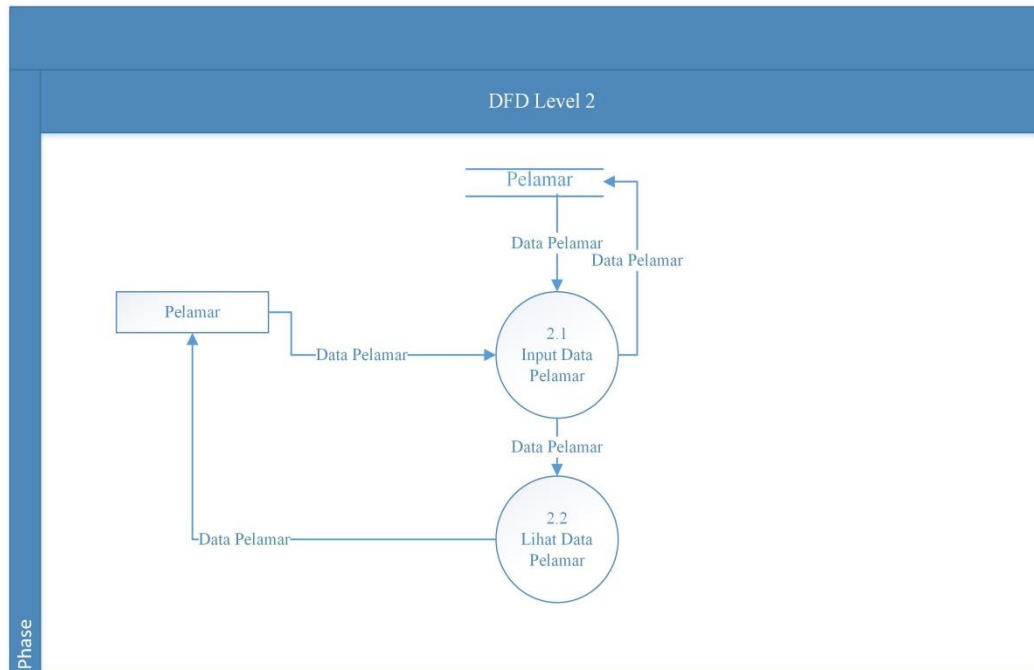 DFD Level 2
Pelamar
Data Pelamar
Data Pelamar
Pelamar
2.1
Input Data
Pelamar
Data Pelamar
Data Pelamar
2.2
Lihat Data
Pelamar
Data Pelamar
Phase